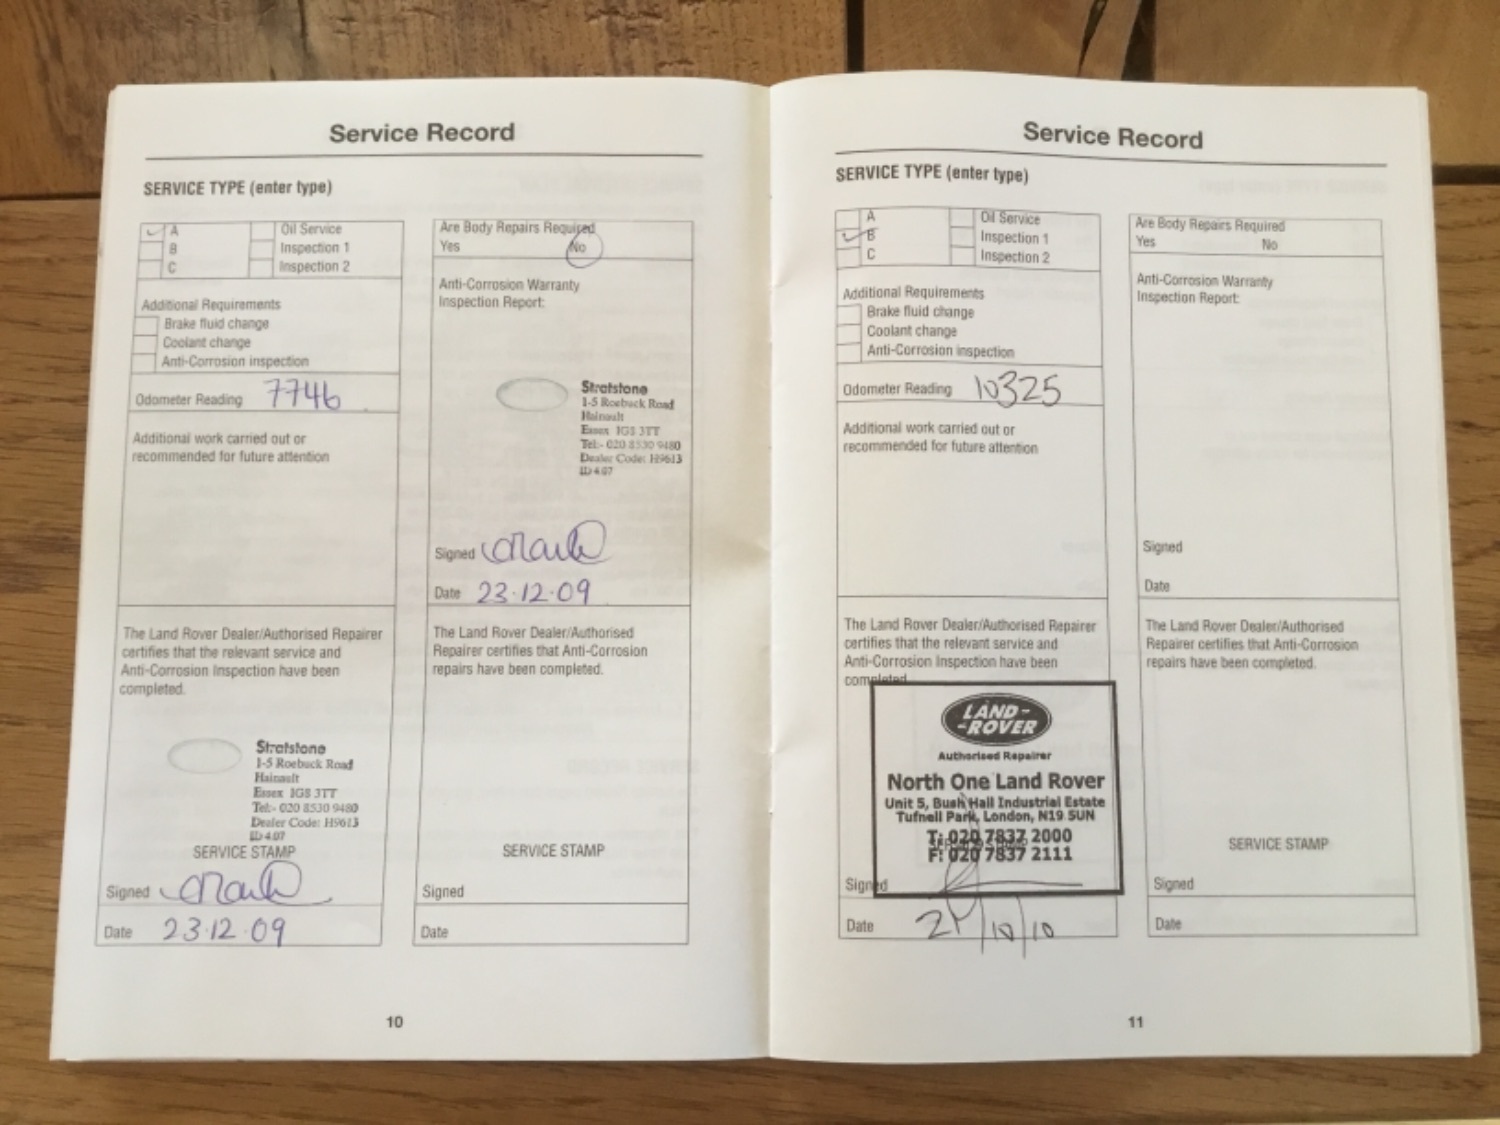 Service Record
SERVICE TYPE (enter type)
A
B
C
Oil Service
Inspection 1
Inspection 2
Additional Requirements
Brake fluid change
Coolant change
Anti-Corrosion inspection
Odometer Reading 7746
Additional work carried out or
recommended for future attention
The Land Rover Dealer/Authorised Repairer
certifies that the relevant service and
Anti-Corrosion Inspection have been
completed.
Stratstone
1-5 Roebuck Road
Hainault
Essex IG8 3TT
Tel:- 020 8530 9480
Dealer Code: H9613
ID 4.07
SERVICE STAMP
Signed
Date 23.12.09
Are Body Repairs Required
Yes No
Anti-Corrosion Warranty
Inspection Report:
Stratstone
1-5 Roebuck Road
Hainault
Essex IG8 3TT
Tel:- 020 8530 9480
Dealer Code: H9613
ID 4.07
Signed
Date 23.12.09
The Land Rover Dealer/Authorised
Repairer certifies that Anti-Corrosion
repairs have been completed.
SERVICE STAMP
Signed
Date
10
Service Record
SERVICE TYPE (enter type)
A
B
C
Oil Service
Inspection 1
Inspection 2
Additional Requirements
Brake fluid change
Coolant change
Anti-Corrosion inspection
Odometer Reading 10325
Additional work carried out or
recommended for future attention
The Land Rover Dealer/Authorised Repairer
certifies that the relevant service and
Anti-Corrosion Inspection have been
completed
LAND-
-ROVER
Authorised Repairer
North One Land Rover
Unit 5, Bush Hall Industrial Estate
Tufnell Park, London, N19 5UN
T: 020 7837 2000
F: 020 7837 2111
Signed
Date 21/10/10
Are Body Repairs Required
Yes No
Anti-Corrosion Warranty
Inspection Report:
Signed
Date
The Land Rover Dealer/Authorised
Repairer certifies that Anti-Corrosion
repairs have been completed.
SERVICE STAMP
Signed
Date
11